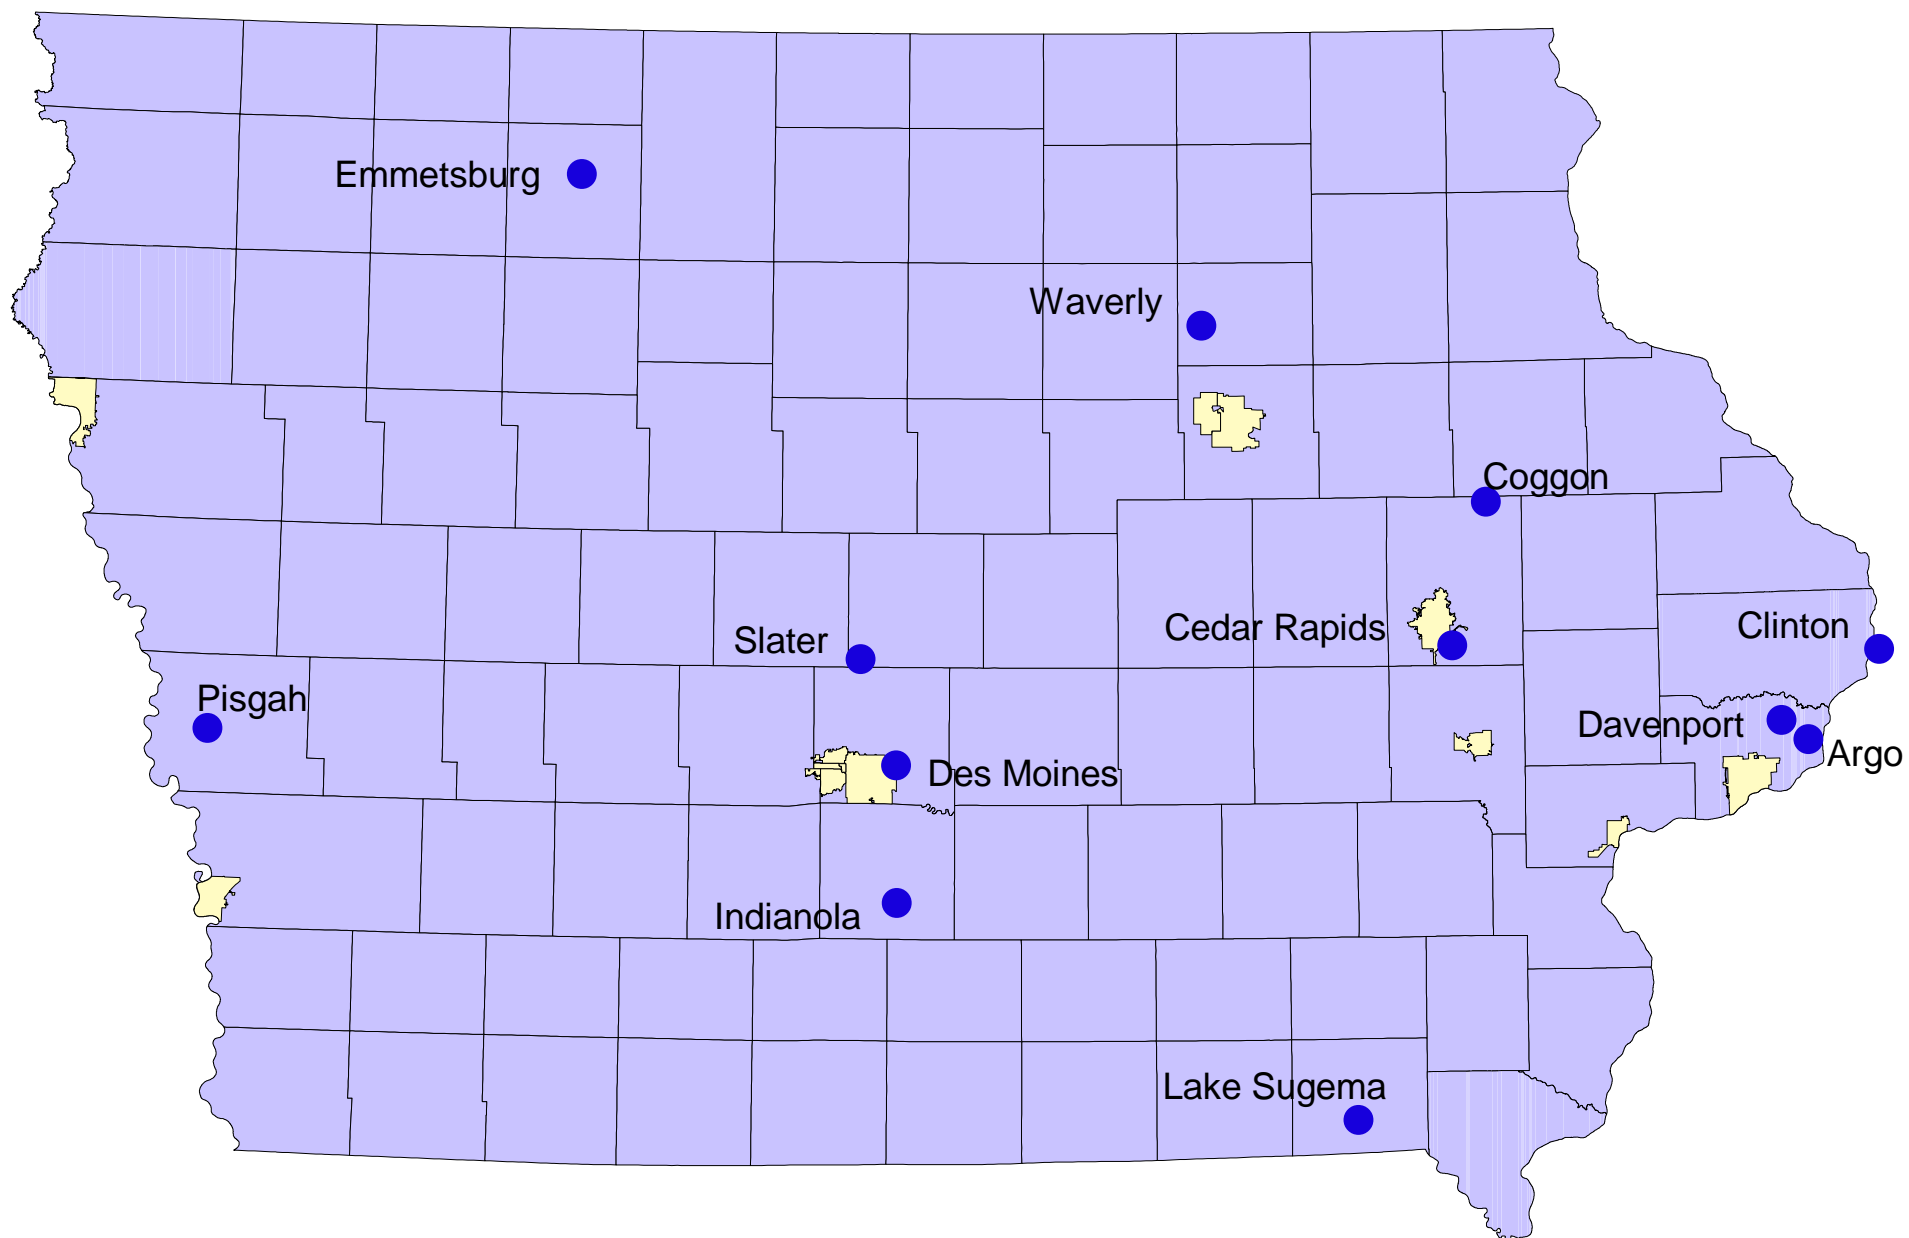 Emmetsburg
Waverly
Coggon
Cedar Rapids
Clinton
Slater
Pisgah
Davenport
Argo
Des Moines
Indianola
Lake Sugema